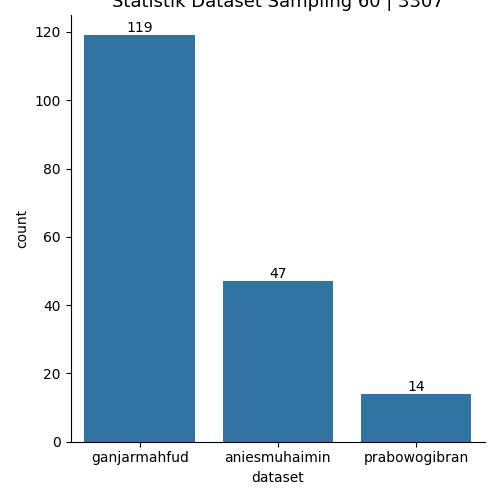 Statistik Dataset Sampling 60 | 3307
120
100
80
60
40
20
0
count
119
47
14
ganjarmahfud
aniesmuhaimin
prabowogibran
dataset